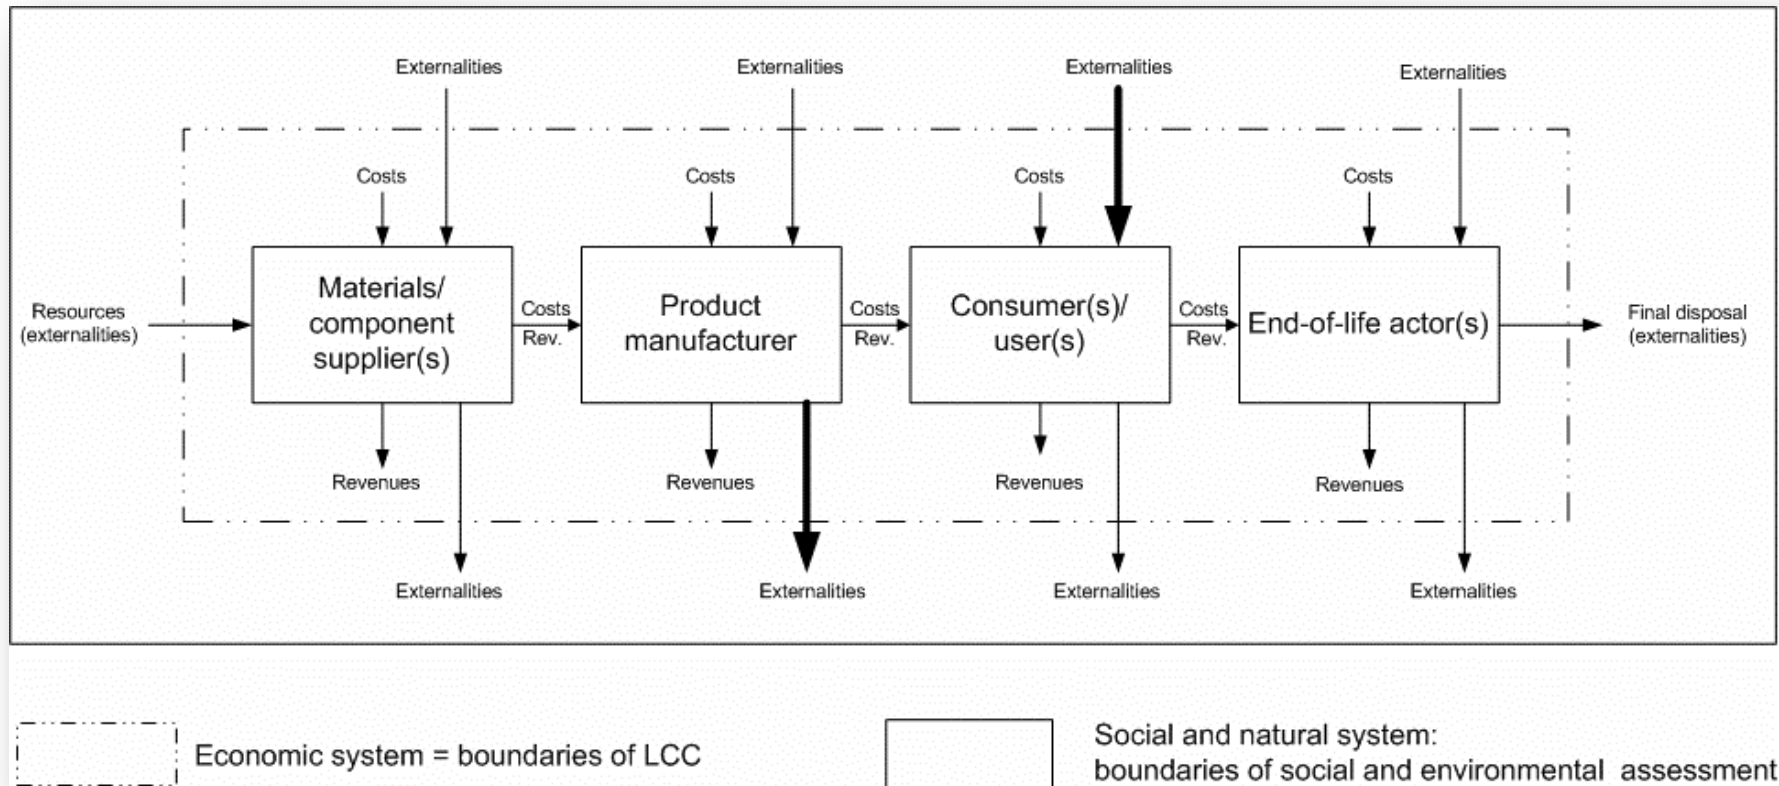 Externalities
Externalities
Externalities
Externalities
Costs
Costs
Costs
Costs
Resources
(externalities)
Materials/
component
supplier(s)
Costs
Rev.
Product
manufacturer
Costs
Rev.
Consumer(s)/
user(s)
Costs
Rev.
End-of-life actor(s)
Final disposal
(externalities)
Revenues
Revenues
Revenues
Revenues
Externalities
Externalities
Externalities
Externalities
Economic system = boundaries of LCC
Social and natural system:
boundaries of social and environmental assessment